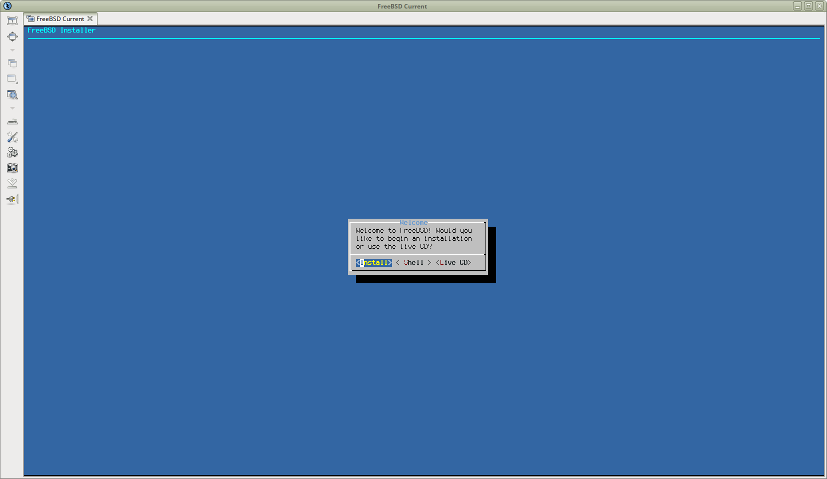 FreeBSD Current
FreeBSD Current
FreeBSD Installer
Welcome
Welcome to FreeBSD! Would you
like to begin an installation
or use the live CD?
<Install> < Shell > <Live CD>